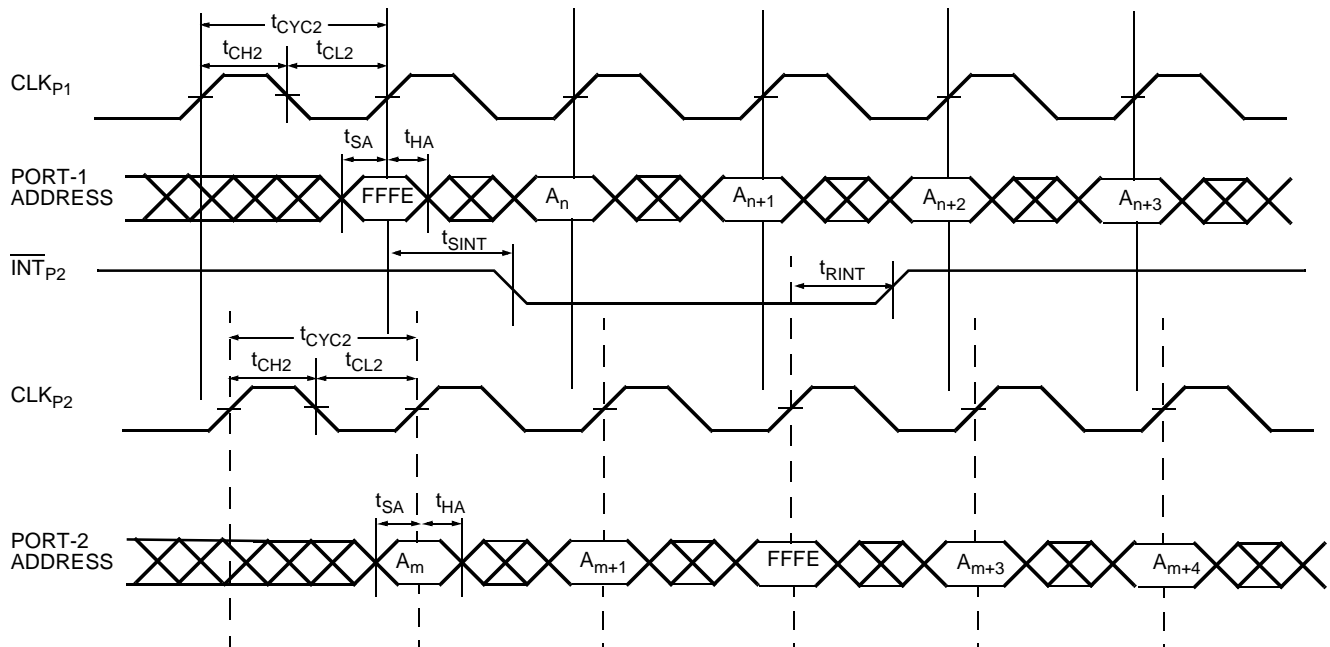 tCYC2
tCH2 tCL2
CLKP1
tSA tHA
PORT-1
ADDRESS
FFFE An An+1 An+2 An+3
tSINT
INTP2
tRINT
tCYC2
tCH2 tCL2
CLKP2
tSA tHA
PORT-2
ADDRESS
Am Am+1 FFFE Am+3 Am+4